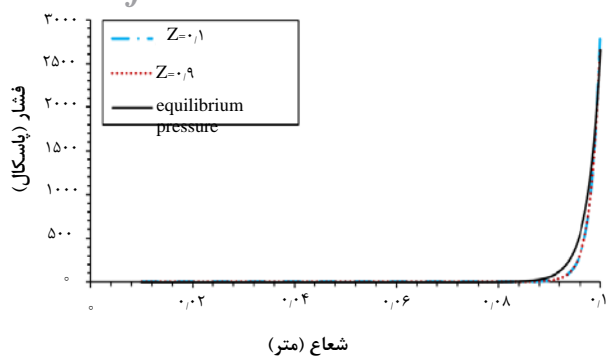 f
۳۰۰۰
۲۵۰۰
۲۰۰۰
۱۵۰۰
۱۰۰۰
۵۰۰
۰
Z=۰٫۱
Z=۰٫۹
equilibrium
pressure
فشار (پاسکال)
۰
۰٫۰۲
۰٫۰۴
۰٫۰۶
۰٫۰۸
۰٫۱
شعاع (متر)